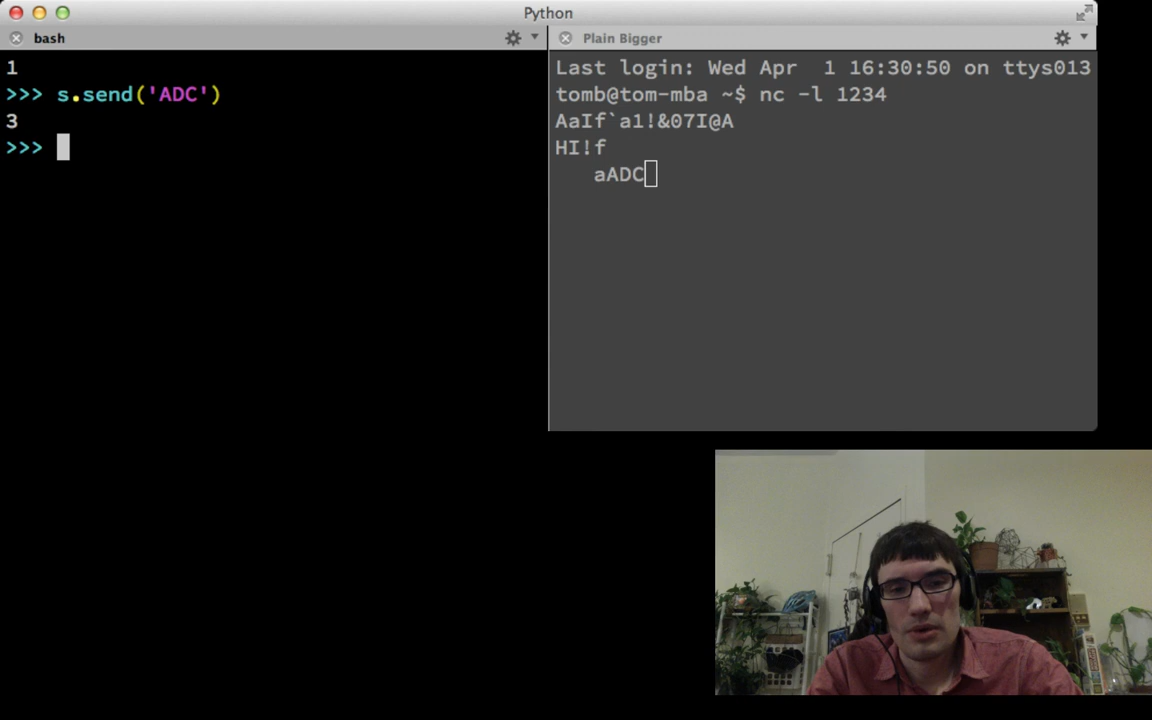 Python
bash
Plain Bigger
1
>>> s.send('ADC')
3
>>>
Last login: Wed Apr  1 16:30:50 on ttys013
tomb@tom-mba ~$ nc -l 1234
AaIf`a1!&07I@A
HI!f
   aADC